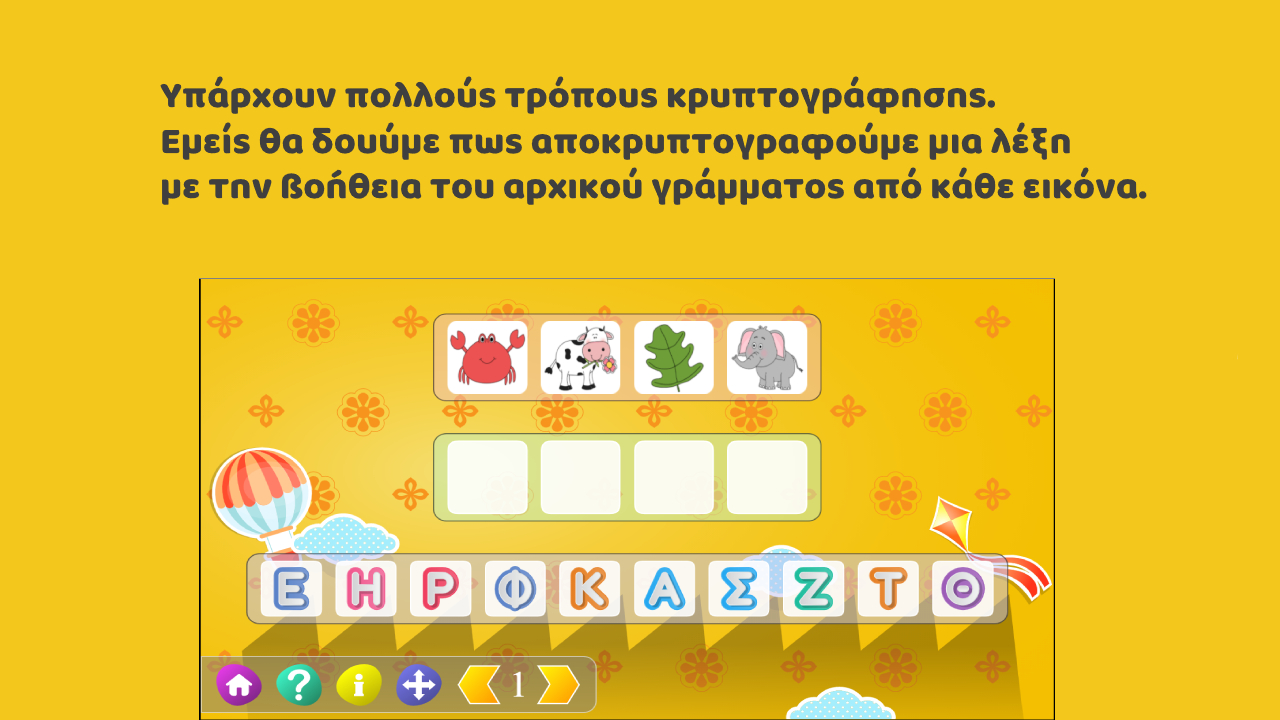 Υπάρχουν πολλούς τρόπους κρυπτογράφησης.
Εμείς θα δουύμε πως αποκρυπτογραφούμε μια λέξη
με την βοήθεια του αρχικού γράμματος από κάθε εικόνα.
Ε Η Ρ Φ Κ Α Σ Ζ Τ Θ
? i 1